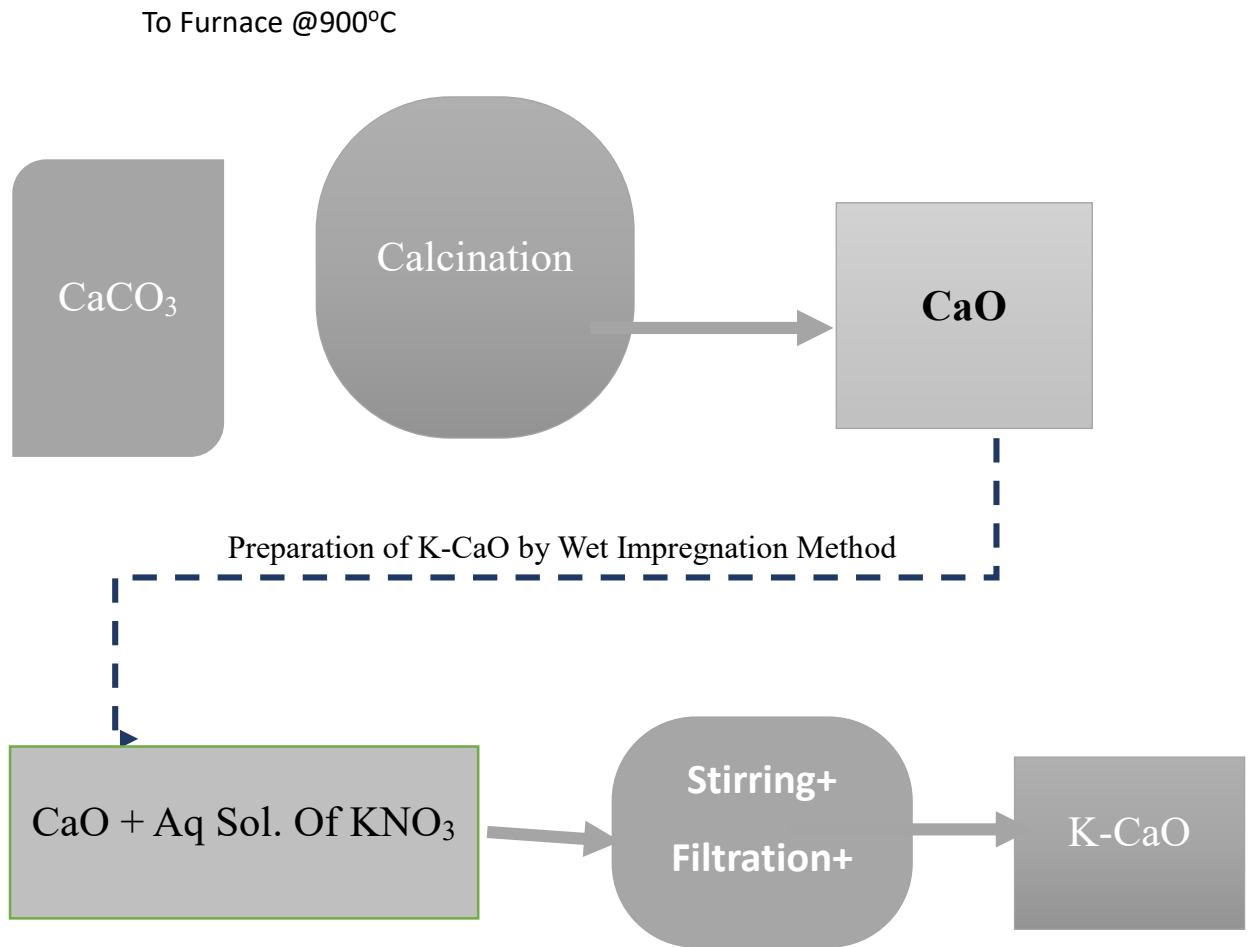 To Furnace @900°C
CaCO₃
Calcination
CaO
Preparation of K-CaO by Wet Impregnation Method
CaO + Aq Sol. Of KNO₃
Stirring+
Filtration+
K-CaO